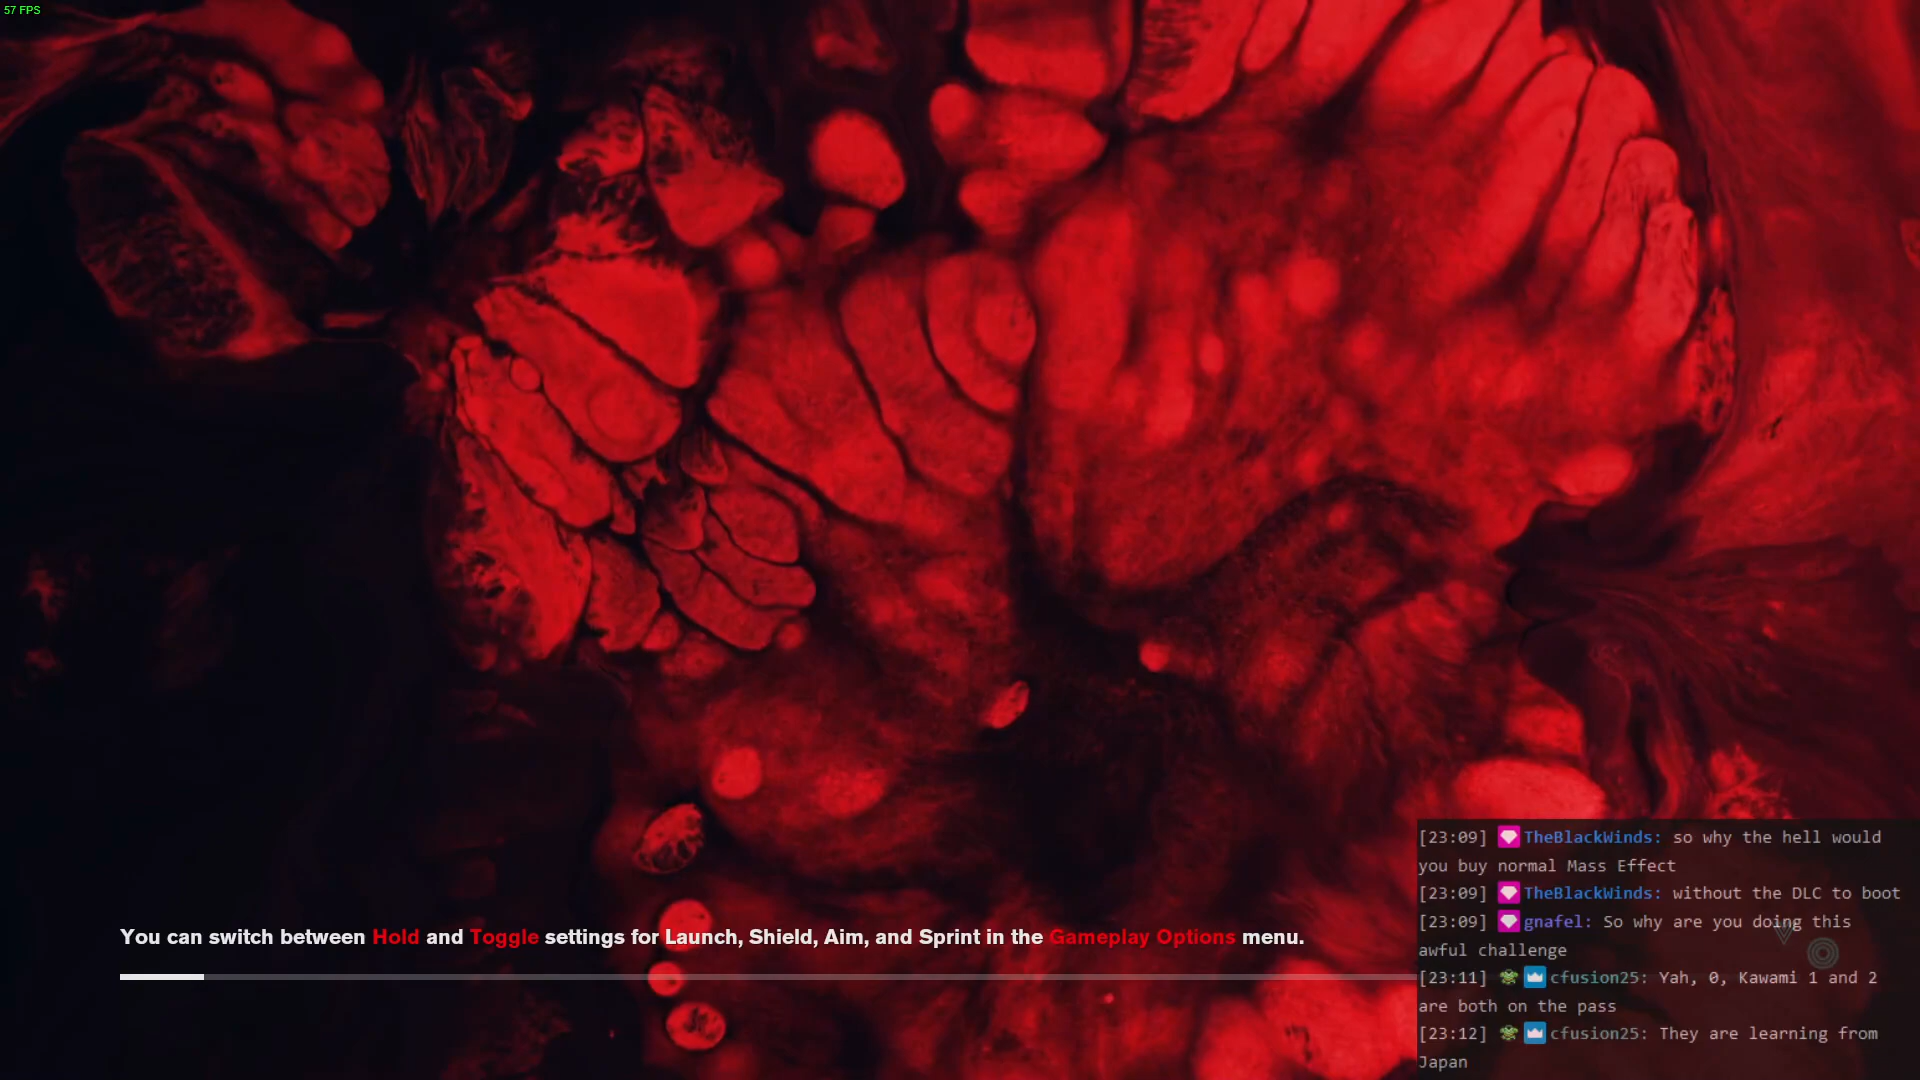 57 FPS
You can switch between Hold and Toggle settings for Launch, Shield, Aim, and Sprint in the Gameplay Options menu.
[23:09] TheBlackWinds: so why the hell would
you buy normal Mass Effect
[23:09] TheBlackWinds: without the DLC to boot
[23:09] gnafel: So why are you doing this
awful challenge
[23:11] cfusion25: Yah, 0, Kawami 1 and 2
are both on the pass
[23:12] cfusion25: They are learning from
Japan